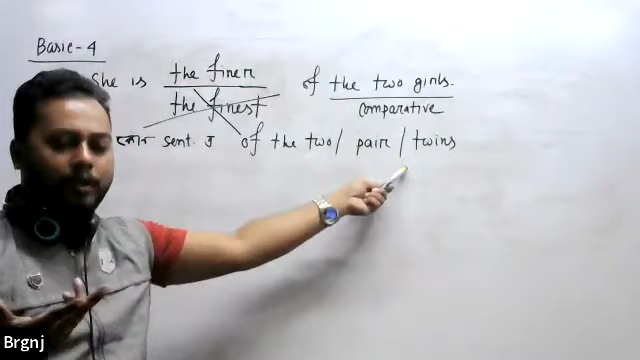 Basic-4
She is the finer of the two girls.
the finest comparative
কোন sent. এ of the two/ pair / twins
Brgnj